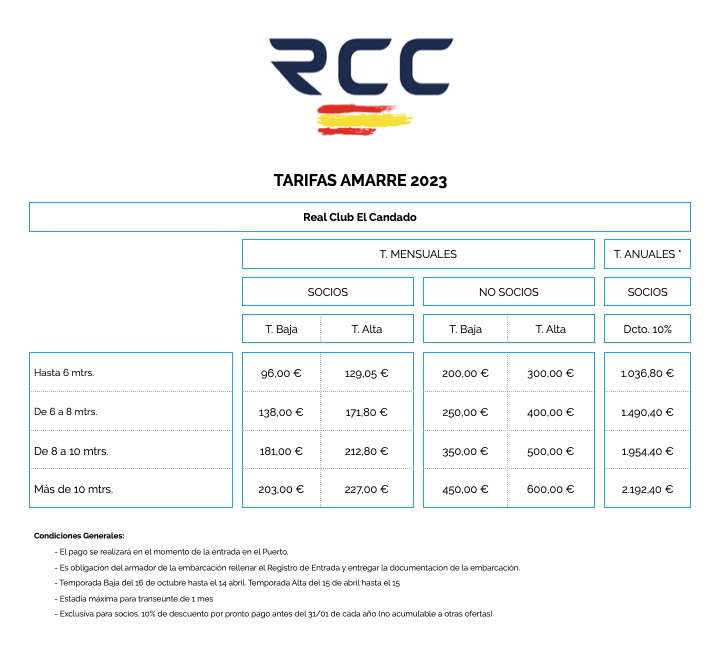 RCC
TARIFAS AMARRE 2023
Real Club El Candado
T. MENSUALES T. ANUALES *
SOCIOS NO SOCIOS SOCIOS
T. Baja T. Alta T. Baja T. Alta Dcto. 10%
Hasta 6 mtrs. 96,00 € 129,05 € 200,00 € 300,00 € 1.036,80 €
De 6 a 8 mtrs. 138,00 € 171,80 € 250,00 € 400,00 € 1.490,40 €
De 8 a 10 mtrs. 181,00 € 212,80 € 350,00 € 500,00 € 1.954,40 €
Más de 10 mtrs. 203,00 € 227,00 € 450,00 € 600,00 € 2.192,40 €
Condiciones Generales:
- El pago se realizará en el momento de la entrada en el Puerto.
- Es obligación del armador de la embarcación rellenar el Registro de Entrada y entregar la documentacion de la embarcación.
- Temporada Baja del 16 de octubre hasta el 14 abril. Temporada Alta del 15 de abril hasta el 15
- Estadía máxima para transeúnte de 1 mes
- Exclusiva para socios. 10% de descuento por pronto pago antes del 31/01 de cada año (no acumulable a otras ofertas)